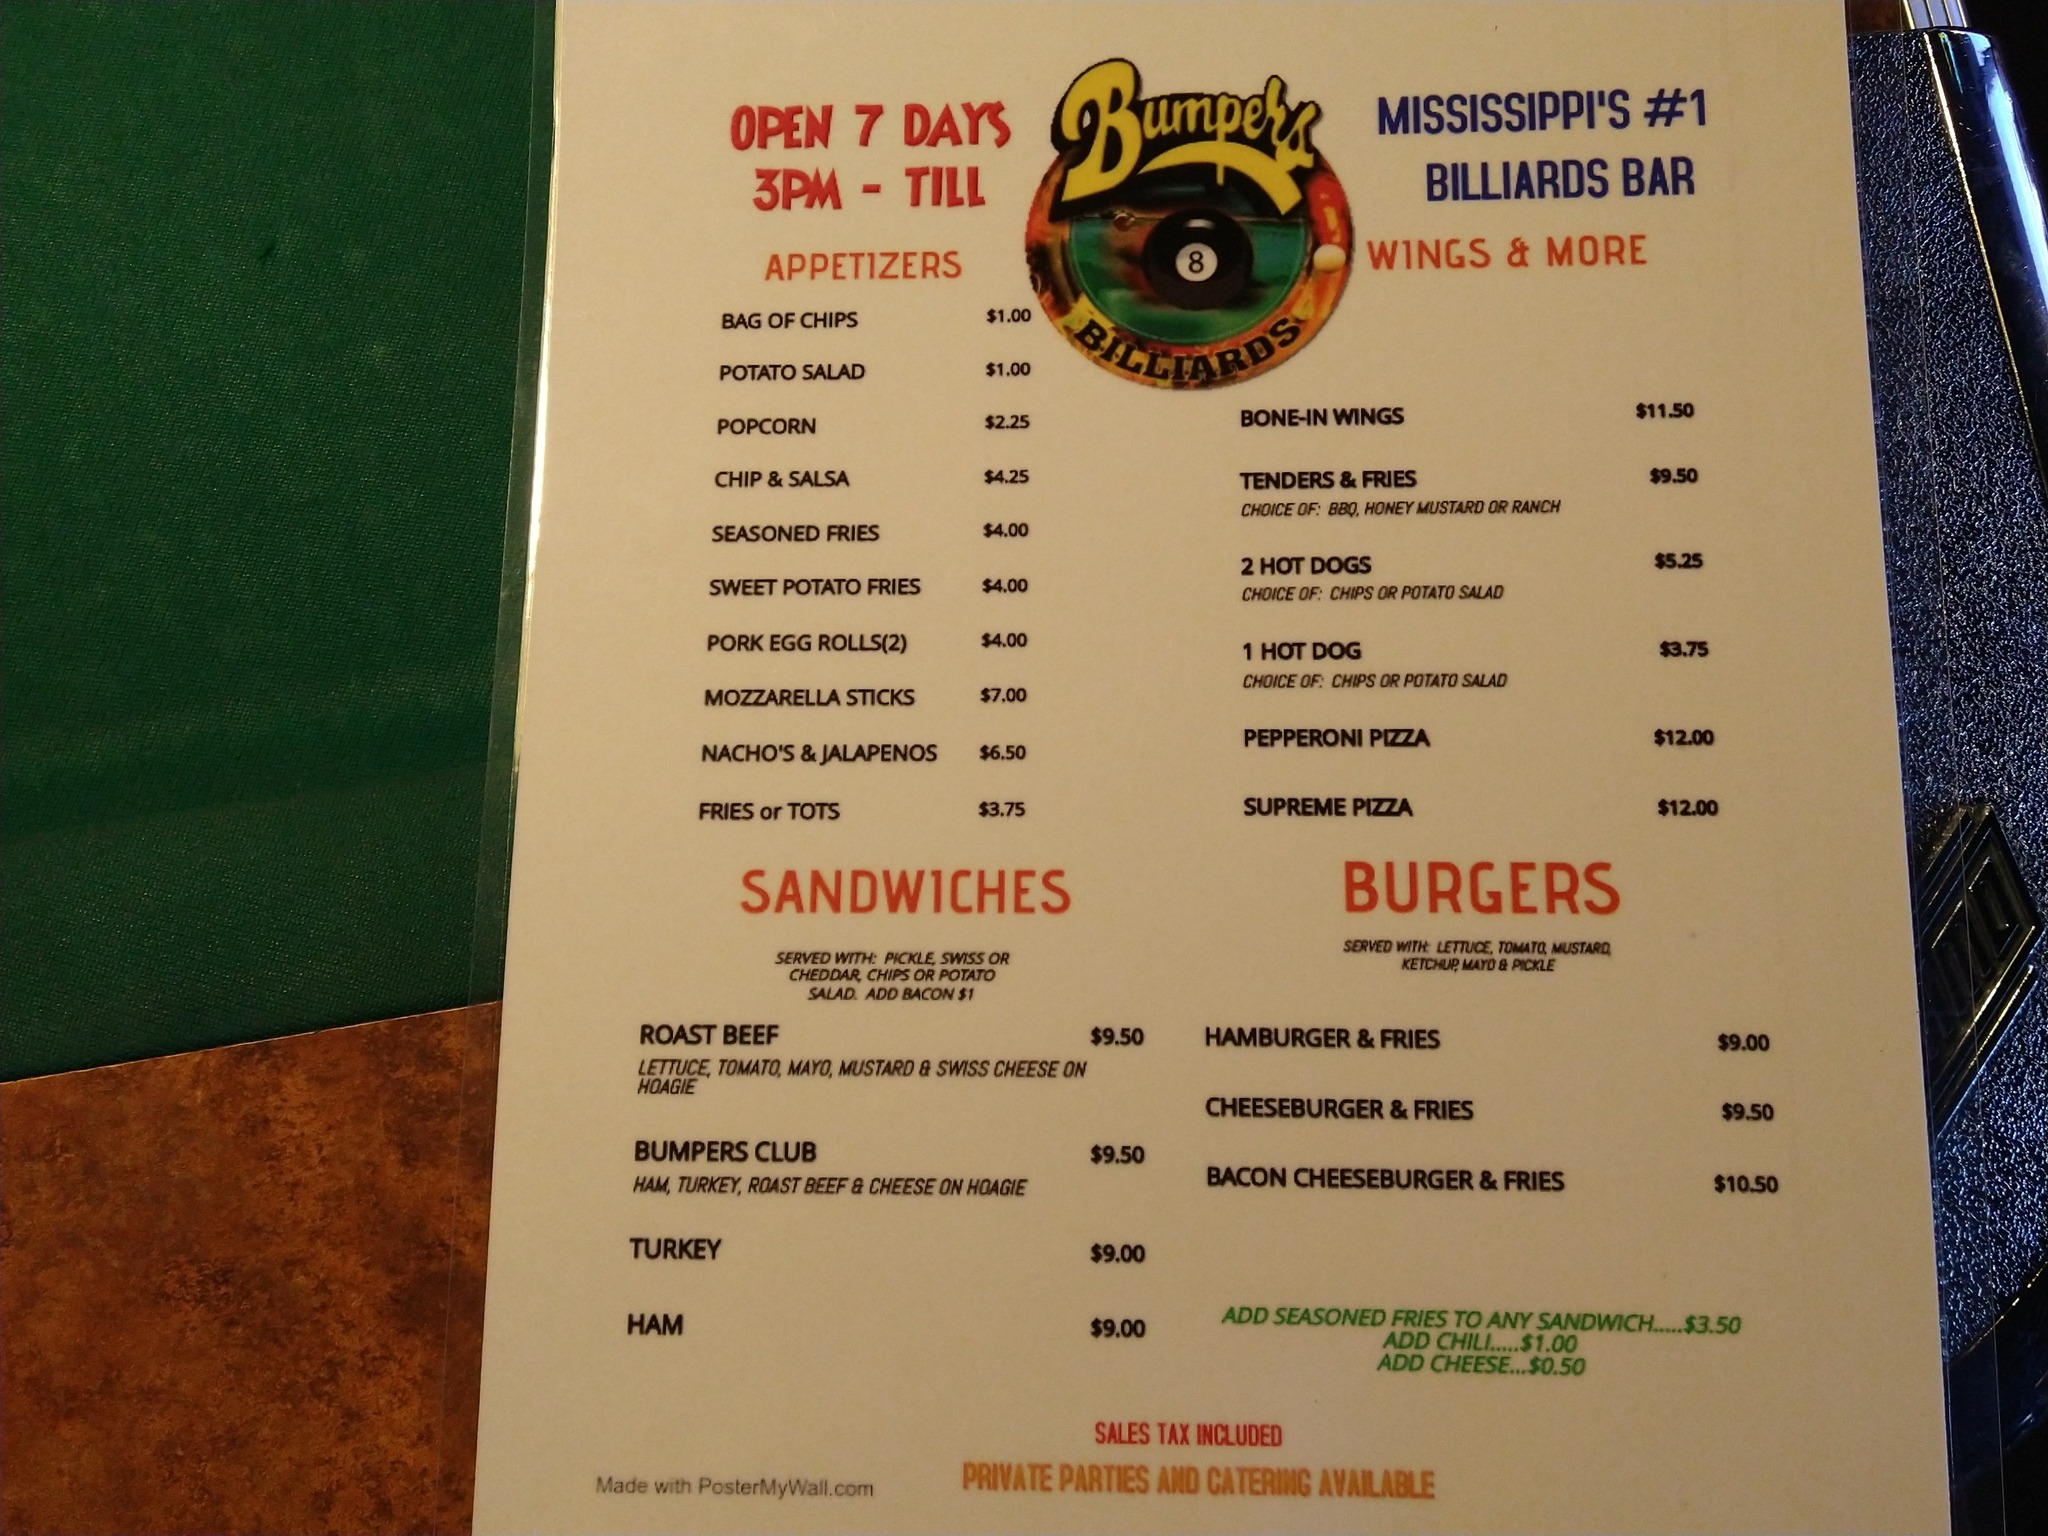 OPEN 7 DAYS
3PM - TILL
Bumpers
8
BILLIARDS
MISSISSIPPI'S #1
BILLIARDS BAR
APPETIZERS
BAG OF CHIPS $1.00
POTATO SALAD $1.00
POPCORN $2.25
CHIP & SALSA $4.25
SEASONED FRIES $4.00
SWEET POTATO FRIES $4.00
PORK EGG ROLLS(2) $4.00
MOZZARELLA STICKS $7.00
NACHO'S & JALAPENOS $6.50
FRIES or TOTS $3.75
WINGS & MORE
BONE-IN WINGS $11.50
TENDERS & FRIES $9.50
CHOICE OF: BBQ, HONEY MUSTARD OR RANCH
2 HOT DOGS $5.25
CHOICE OF: CHIPS OR POTATO SALAD
1 HOT DOG $3.75
CHOICE OF: CHIPS OR POTATO SALAD
PEPPERONI PIZZA $12.00
SUPREME PIZZA $12.00
SANDWICHES
SERVED WITH: PICKLE, SWISS OR
CHEDDAR, CHIPS OR POTATO
SALAD. ADD BACON $1
ROAST BEEF $9.50
LETTUCE, TOMATO, MAYO, MUSTARD & SWISS CHEESE ON
HOAGIE
BUMPERS CLUB $9.50
HAM, TURKEY, ROAST BEEF & CHEESE ON HOAGIE
TURKEY $9.00
HAM $9.00
BURGERS
SERVED WITH: LETTUCE, TOMATO, MUSTARD,
KETCHUP, MAYO & PICKLE
HAMBURGER & FRIES $9.00
CHEESEBURGER & FRIES $9.50
BACON CHEESEBURGER & FRIES $10.50
ADD SEASONED FRIES TO ANY SANDWICH.....$3.50
ADD CHILI.....$1.00
ADD CHEESE...$0.50
SALES TAX INCLUDED
PRIVATE PARTIES AND CATERING AVAILABLE
Made with PosterMyWall.com